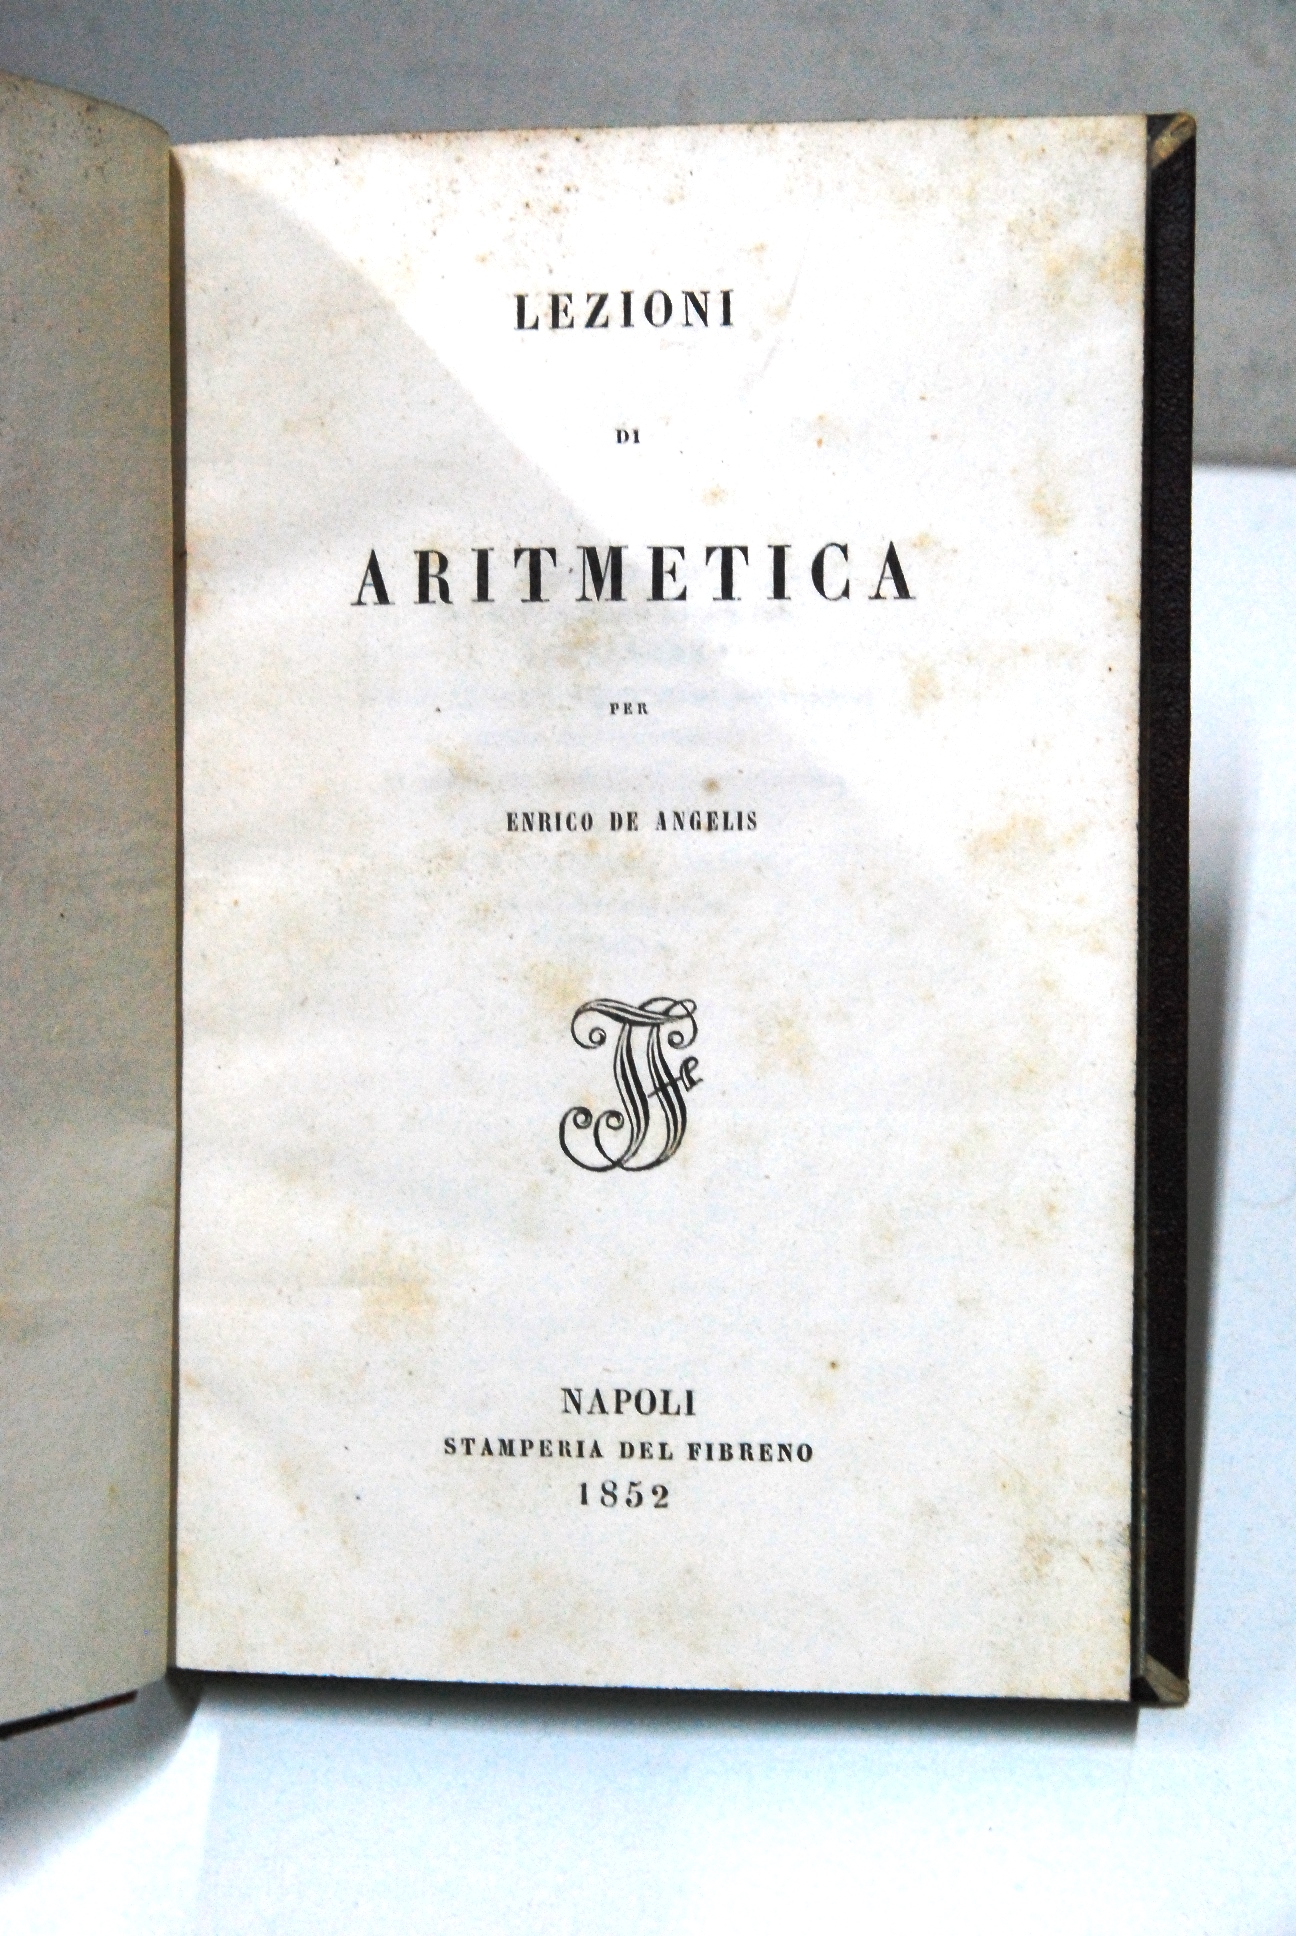 LEZIONI
DI
ARITMETICA
PER
ENRICO DE ANGELIS
NAPOLI
STAMPERIA DEL FIBRENO
1852